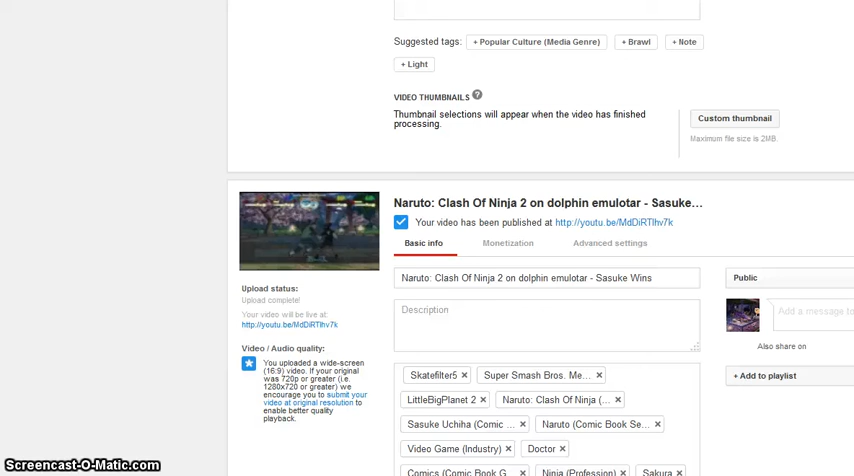 Suggested tags: + Popular Culture (Media Genre) + Brawl + Note
+ Light
VIDEO THUMBNAILS ?
Thumbnail selections will appear when the video has finished
processing.
Custom thumbnail
Maximum file size is 2MB.
Naruto: Clash Of Ninja 2 on dolphin emulotar - Sasuke...
Your video has been published at http://youtu.be/MdDiRTlhv7k
Basic info Monetization Advanced settings
Upload status:
Upload complete!
Your video will be live at:
http://youtu.be/MdDiRTlhv7k
Video / Audio quality:
You uploaded a wide-screen
(16:9) video. If your original
was 720p or greater (i.e.
1280x720 or greater) we
encourage you to submit your
video at original resolution to
enable better quality
playback.
Naruto: Clash Of Ninja 2 on dolphin emulotar - Sasuke Wins
Description
Skatefilter5 × Super Smash Bros. Me... ×
LittleBigPlanet 2 × Naruto: Clash of Ninja (... ×
Sasuke Uchiha (Comic ... × Naruto (Comic Book Se... ×
Video Game (Industry) × Doctor ×
Comics (Comic Book G... × Ninja (Profession) × Sakura ×
Public
Add a message to
Also share on
+ Add to playlist
Screencast-O-Matic.com